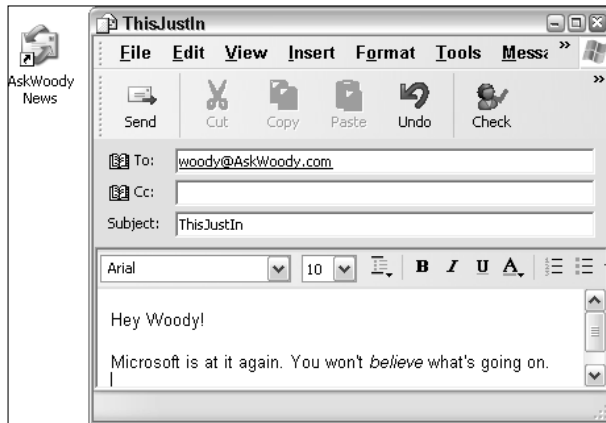 AskWoody
News
ThisJustIn
File Edit View Insert Format Tools Messa »
Send Cut Copy Paste Undo Check »
To: woody@AskWoody.com
Cc:
Subject: ThisJustIn
Arial 10 B I U A
Hey Woody!
Microsoft is at it again. You won't believe what's going on.